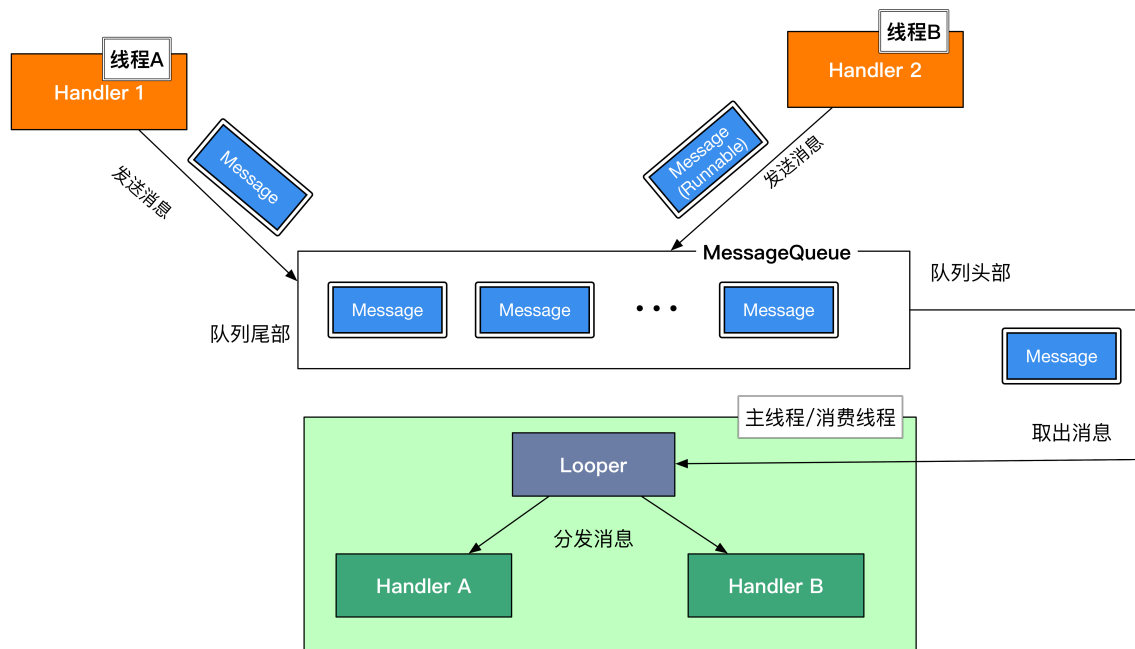 线程A
Handler 1
线程B
Handler 2
Message
发送消息
Message
(Runnable)
发送消息
MessageQueue
队列头部
Message
Message
• • •
Message
队列尾部
Message
主线程/消费线程
取出消息
Looper
分发消息
Handler A
Handler B